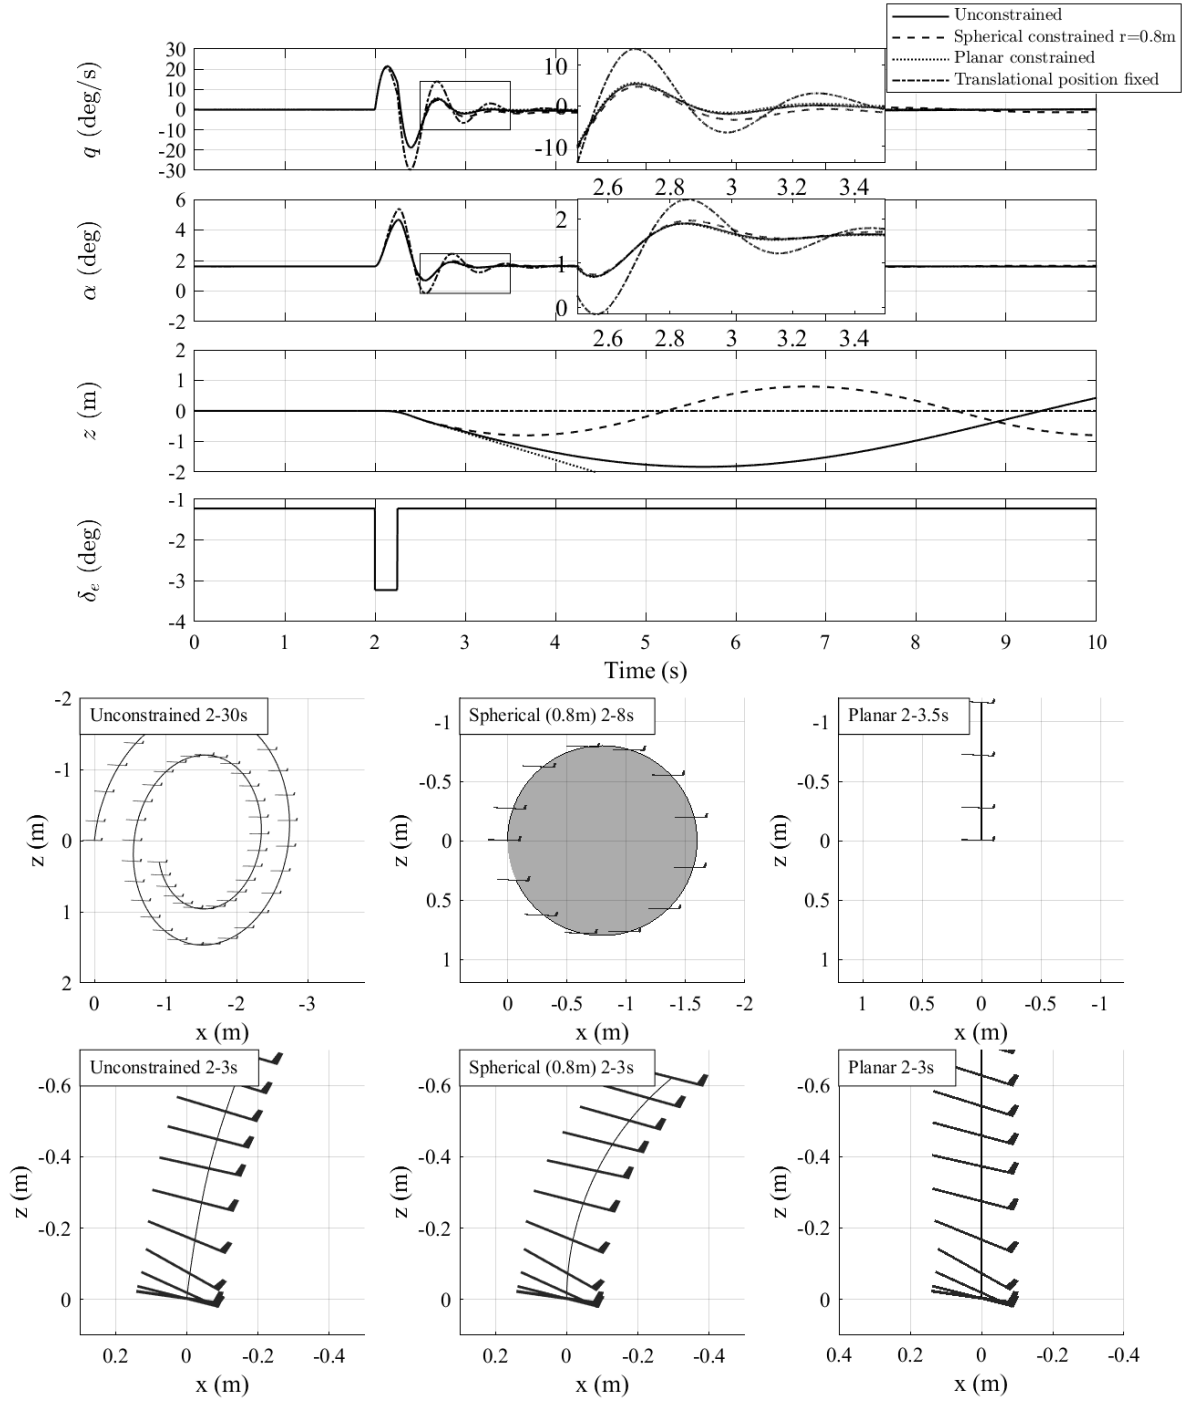 Unconstrained
Spherical constrained r=0.8m
Planar constrained
Translational position fixed
q (deg/s)
30
20
10
0
-10
-20
-30
10
0
-10
2.6 2.8 3 3.2 3.4
α (deg)
6
4
2
0
-2
2
1
0
2.6 2.8 3 3.2 3.4
z (m)
2
1
0
-1
-2
δe (deg)
-1
-2
-3
-4
0 1 2 3 4 5 6 7 8 9 10
Time (s)
Unconstrained 2-30s
z (m)
-2
-1
0
1
2
0 -1 -2 -3
x (m)
Spherical (0.8m) 2-8s
z (m)
-1
-0.5
0
0.5
1
0 -0.5 -1 -1.5 -2
x (m)
Planar 2-3.5s
z (m)
-1
-0.5
0
0.5
1
1 0.5 0 -0.5 -1
x (m)
Unconstrained 2-3s
z (m)
-0.6
-0.4
-0.2
0
0.2 0 -0.2 -0.4
x (m)
Spherical (0.8m) 2-3s
z (m)
-0.6
-0.4
-0.2
0
0.2 0 -0.2 -0.4
x (m)
Planar 2-3s
z (m)
-0.6
-0.4
-0.2
0
0.4 0.2 0 -0.2 -0.4
x (m)